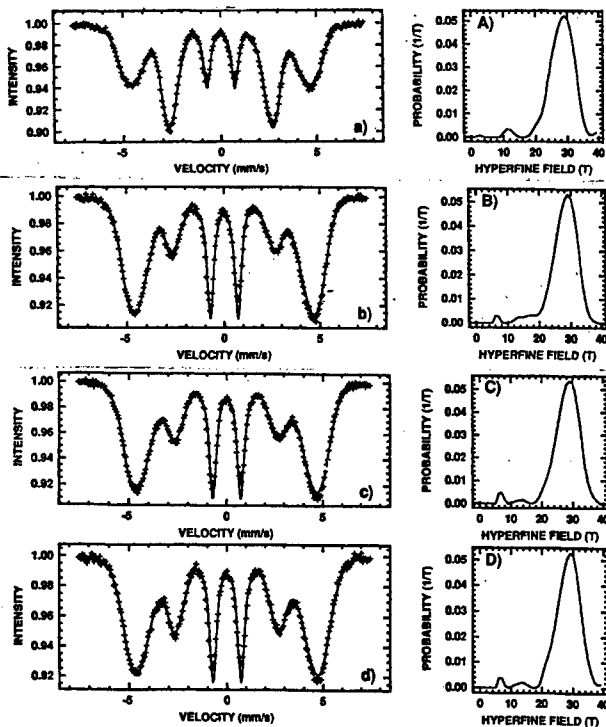 1.00
0.98
0.96
0.94
0.92
0.90
INTENSITY
-5 0 5
VELOCITY (mm/s)
a)
A)
0.05
0.04
0.03
0.02
0.01
0.00
PROBABILITY (1/T)
0 10 20 30 40
HYPERFINE FIELD (T)
1.00
0.98
0.96
0.94
0.92
INTENSITY
-5 0 5
VELOCITY (mm/s)
b)
B)
0.05
0.04
0.03
0.02
0.01
0.00
PROBABILITY (1/T)
0 10 20 30 40
HYPERFINE FIELD (T)
1.00
0.98
0.96
0.94
0.92
INTENSITY
-5 0 5
VELOCITY (mm/s)
c)
C)
0.05
0.04
0.03
0.02
0.01
0.00
PROBABILITY (1/T)
0 10 20 30 40
HYPERFINE FIELD (T)
1.00
0.98
0.96
0.94
0.92
INTENSITY
-5 0 5
VELOCITY (mm/s)
d)
D)
0.05
0.04
0.03
0.02
0.01
0.00
PROBABILITY (1/T)
0 10 20 30 40
HYPERFINE FIELD (T)